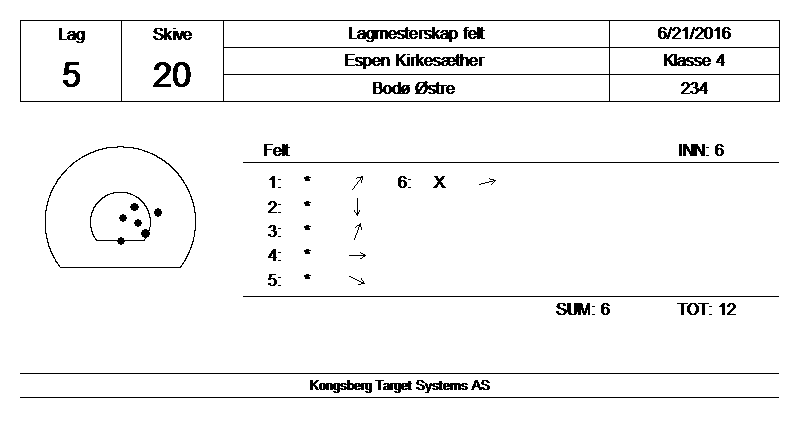 Lag Skive Lagmesterskap felt 6/21/2016
5 20 Espen Kirkesæther Klasse 4
Bodø Østre 234
Felt INN: 6
1: * ↗ 6: X →
2: * ↓
3: * ↗
4: * →
5: * ↘
SUM: 6 TOT: 12
Kongsberg Target Systems AS